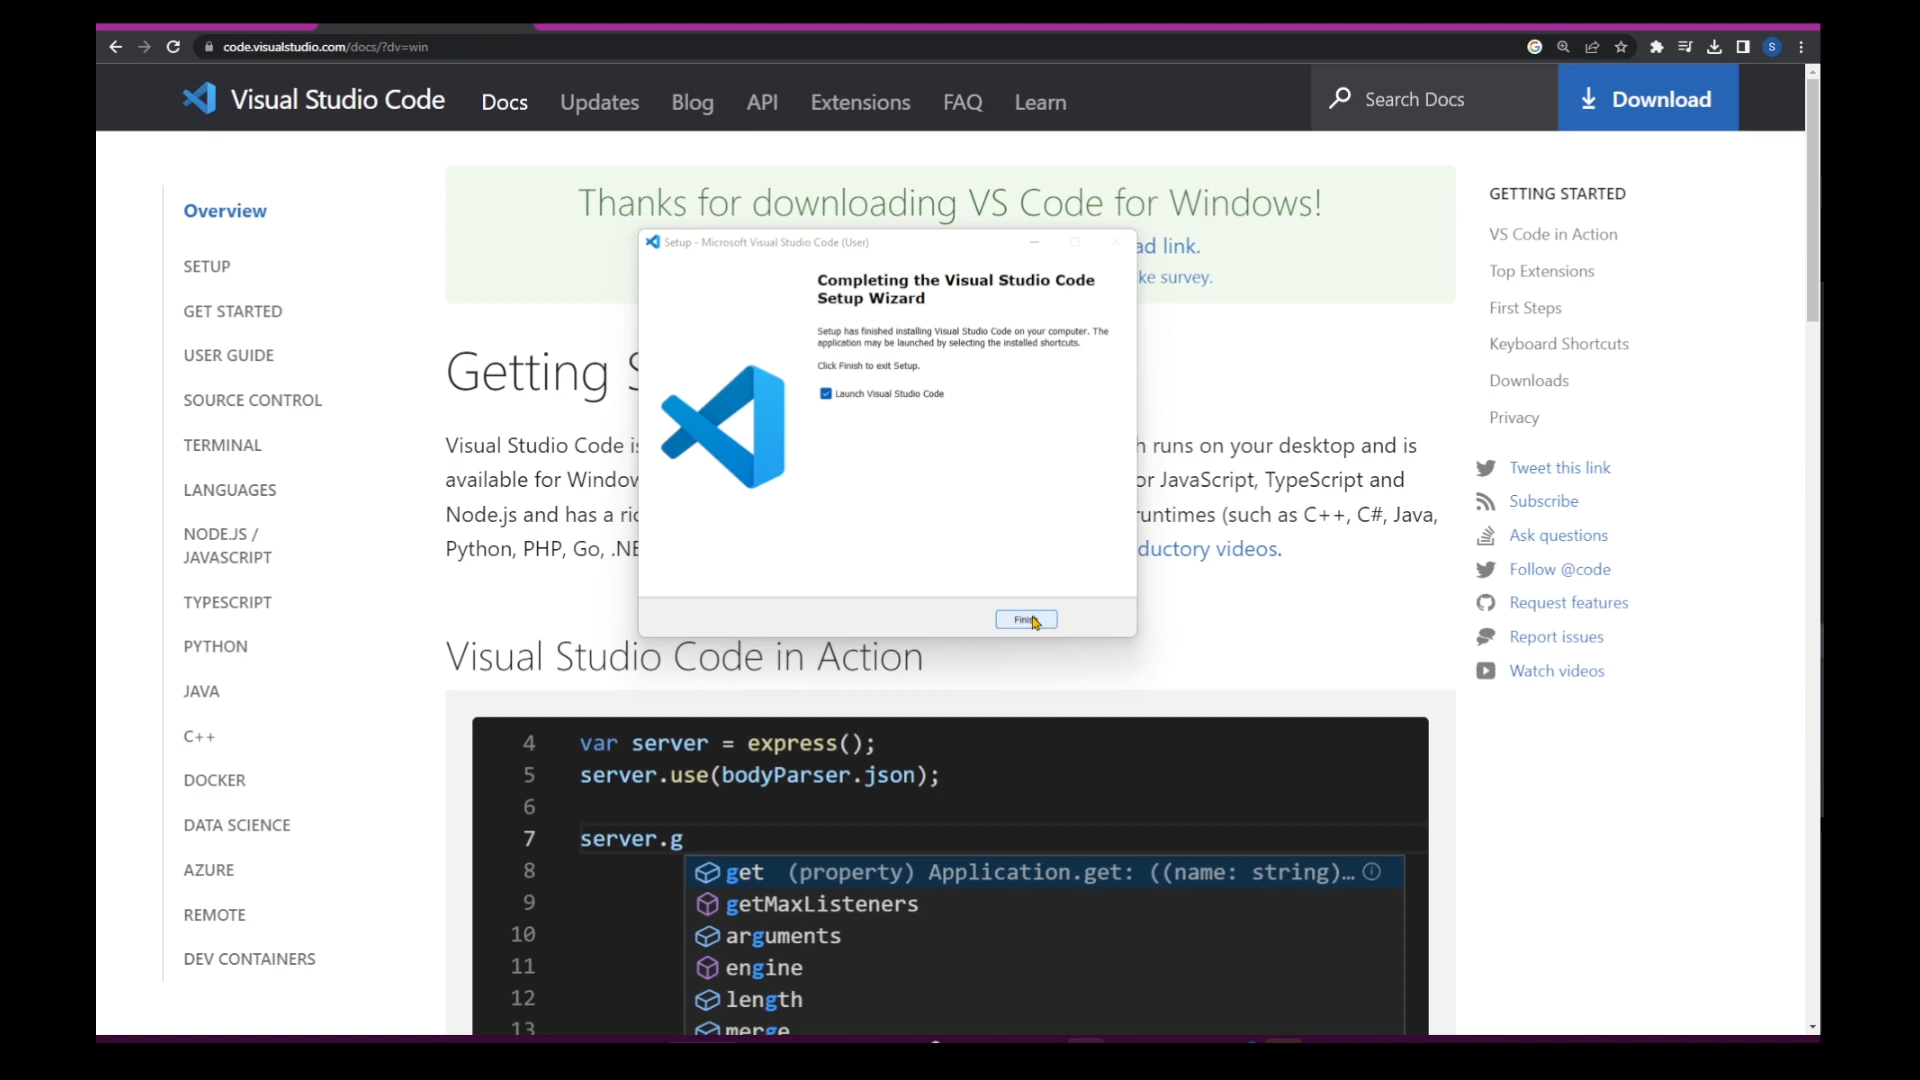 code.visualstudio.com/docs/?dv=win
S
Visual Studio Code
Docs
Updates
Blog
API
Extensions
FAQ
Learn
Search Docs
Download
Overview
SETUP
GET STARTED
USER GUIDE
SOURCE CONTROL
TERMINAL
LANGUAGES
NODE.JS /
JAVASCRIPT
TYPESCRIPT
PYTHON
JAVA
C++
DOCKER
DATA SCIENCE
AZURE
REMOTE
DEV CONTAINERS
Thanks for downloading VS Code for Windows!
link.
survey.
Setup - Microsoft Visual Studio Code (User)
Completing the Visual Studio Code
Setup Wizard
Setup has finished installing Visual Studio Code on your computer. The
application may be launched by selecting the installed shortcuts.
Click Finish to exit Setup.
Launch Visual Studio Code
Getting
Visual Studio Code
runs on your desktop and is
available for
JavaScript, TypeScript and
Node.js and has a
runtimes (such as C++, C#, Java,
Python, PHP, Go,
videos.
Visual Studio Code in Action
4 var server = express();
5 server.use(bodyParser.json);
6
7 server.g
8 get (property) Application.get: ((name: string)…
9 getMaxListeners
10 arguments
11 engine
12 length
13 merge
GETTING STARTED
VS Code in Action
Top Extensions
First Steps
Keyboard Shortcuts
Downloads
Privacy
Tweet this link
Subscribe
Ask questions
Follow @code
Request features
Report issues
Watch videos